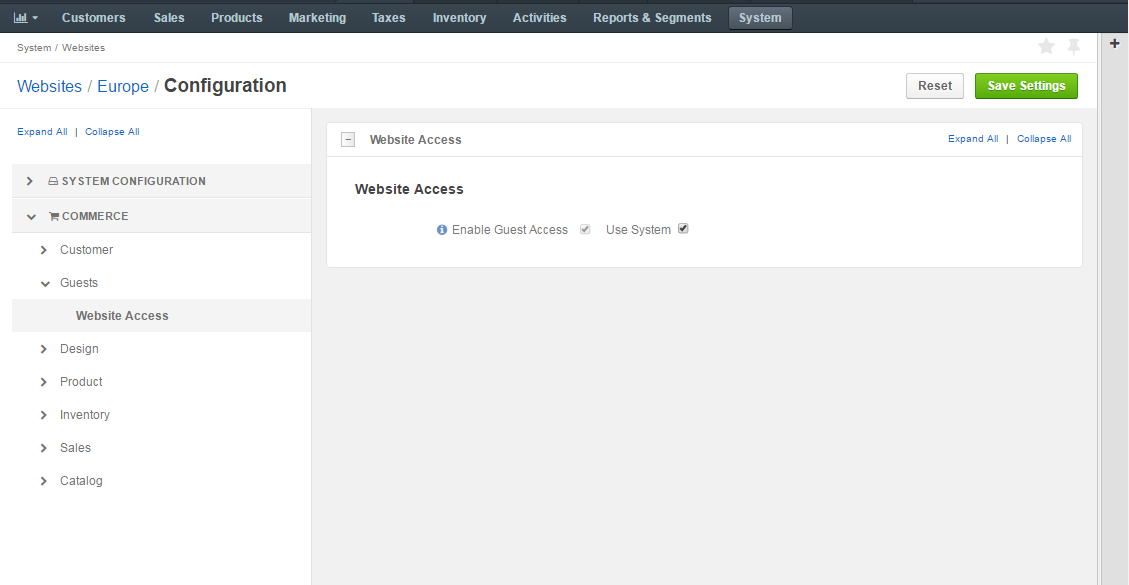 Customers Sales Products Marketing Taxes Inventory Activities Reports & Segments System
System / Websites
Websites / Europe / Configuration
Reset Save Settings
Expand All | Collapse All
SYSTEM CONFIGURATION
COMMERCE
Customer
Guests
Website Access
Design
Product
Inventory
Sales
Catalog
Website Access Expand All | Collapse All
Website Access
Enable Guest Access Use System